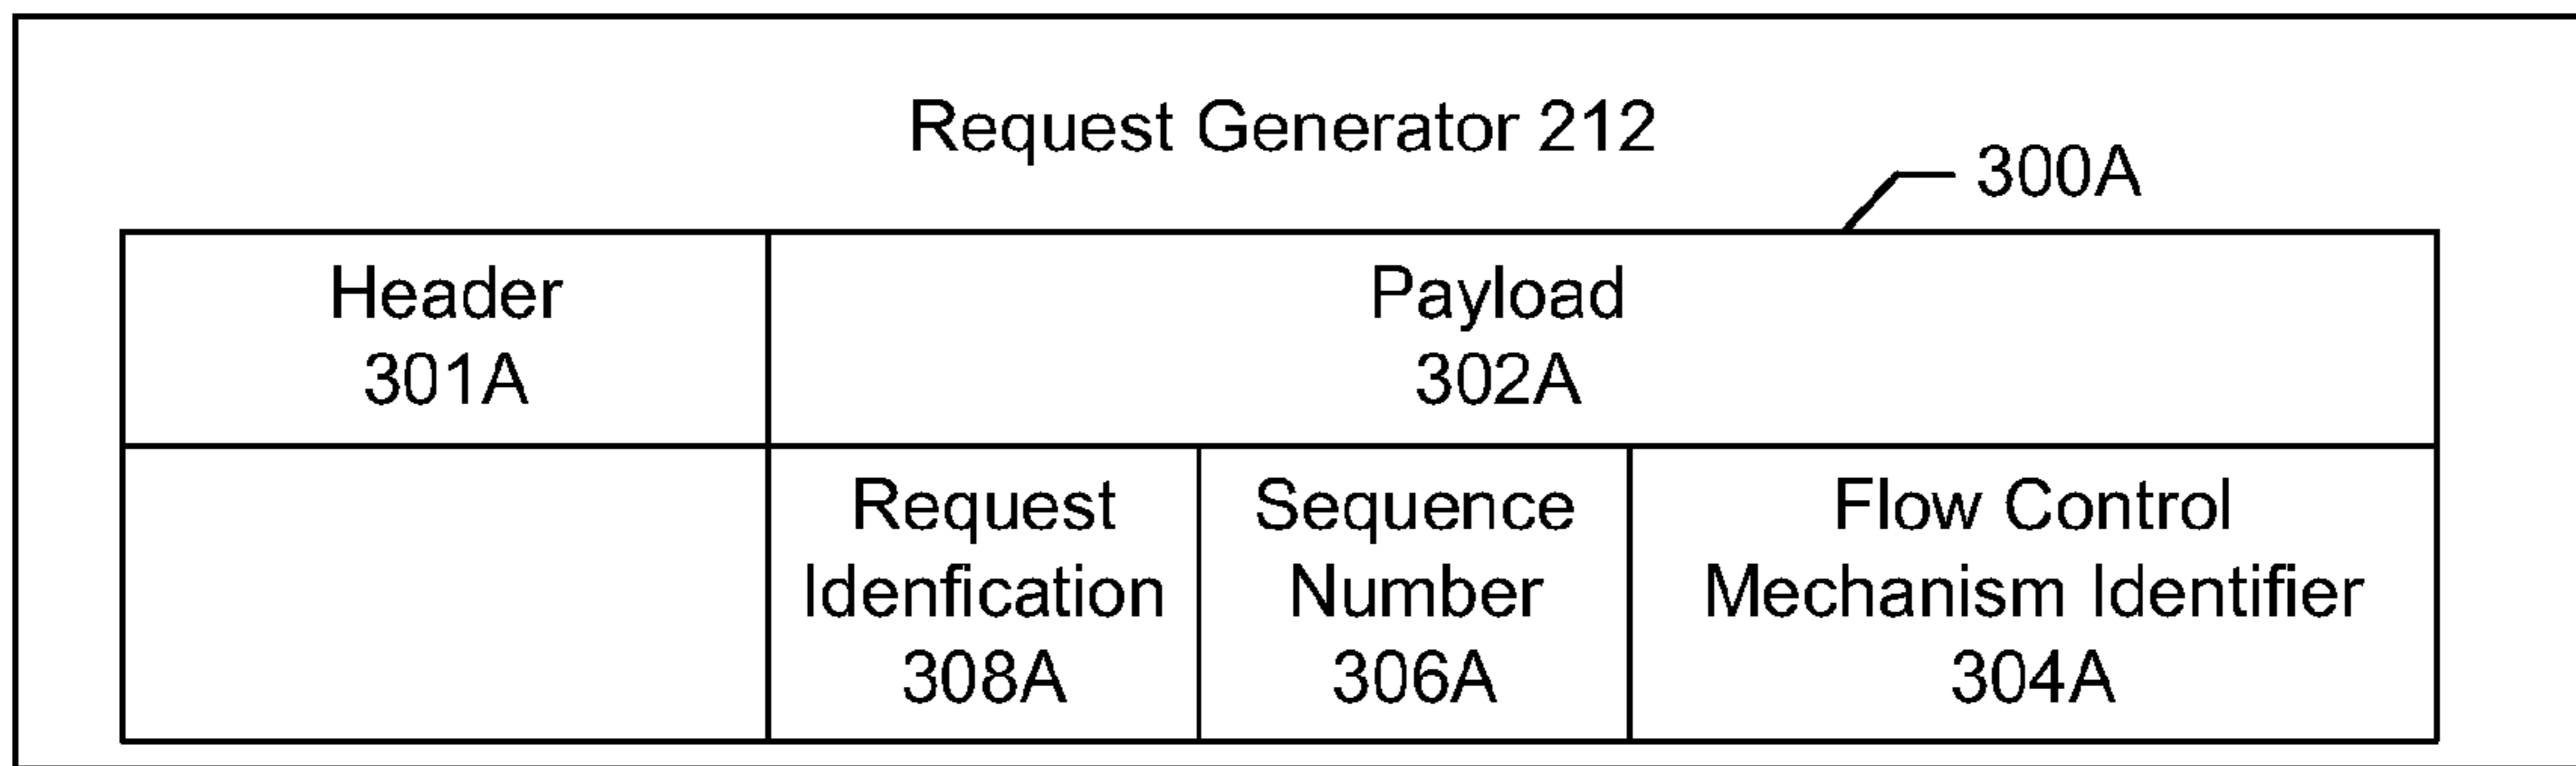 Request Generator 212
300A
Header
301A
Payload
302A
Request
Idenfication
308A
Sequence
Number
306A
Flow Control
Mechanism Identifier
304A